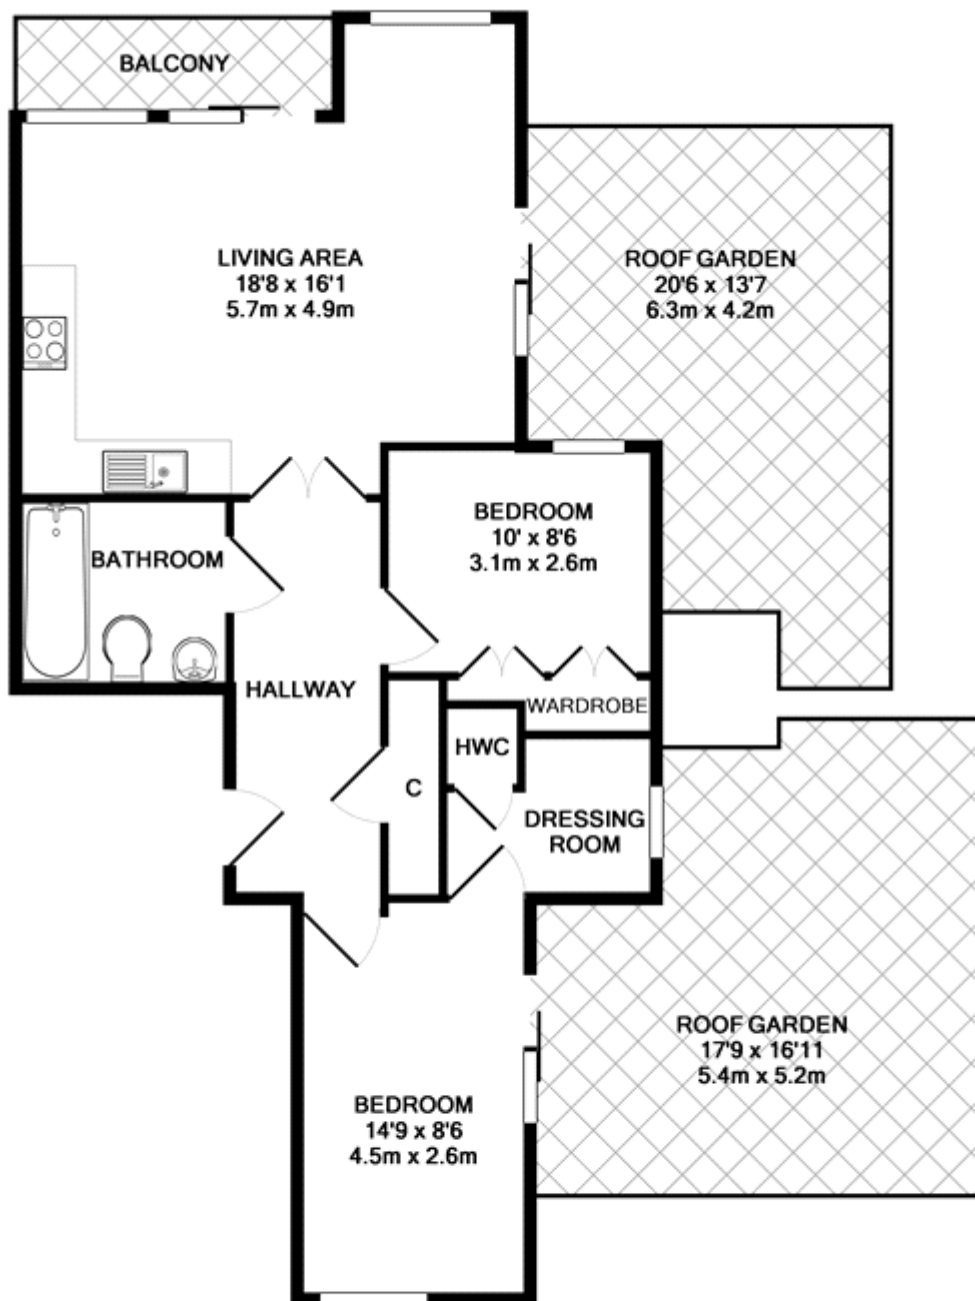 BALCONY
LIVING AREA
18'8 x 16'1
5.7m x 4.9m
ROOF GARDEN
20'6 x 13'7
6.3m x 4.2m
BEDROOM
10' x 8'6
3.1m x 2.6m
BATHROOM
HALLWAY
WARDROBE
HWC
C
DRESSING
ROOM
ROOF GARDEN
17'9 x 16'11
5.4m x 5.2m
BEDROOM
14'9 x 8'6
4.5m x 2.6m